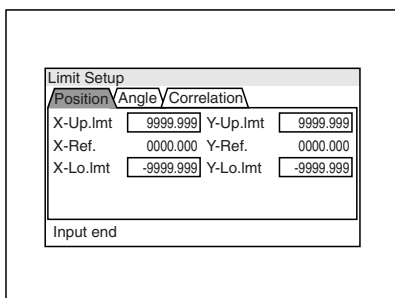 Limit Setup
Position Angle Correlation
X-Up.lmt 9999.999 Y-Up.lmt 9999.999
X-Ref. 0000.000 Y-Ref. 0000.000
X-Lo.lmt -9999.999 Y-Lo.lmt -9999.999
Input end